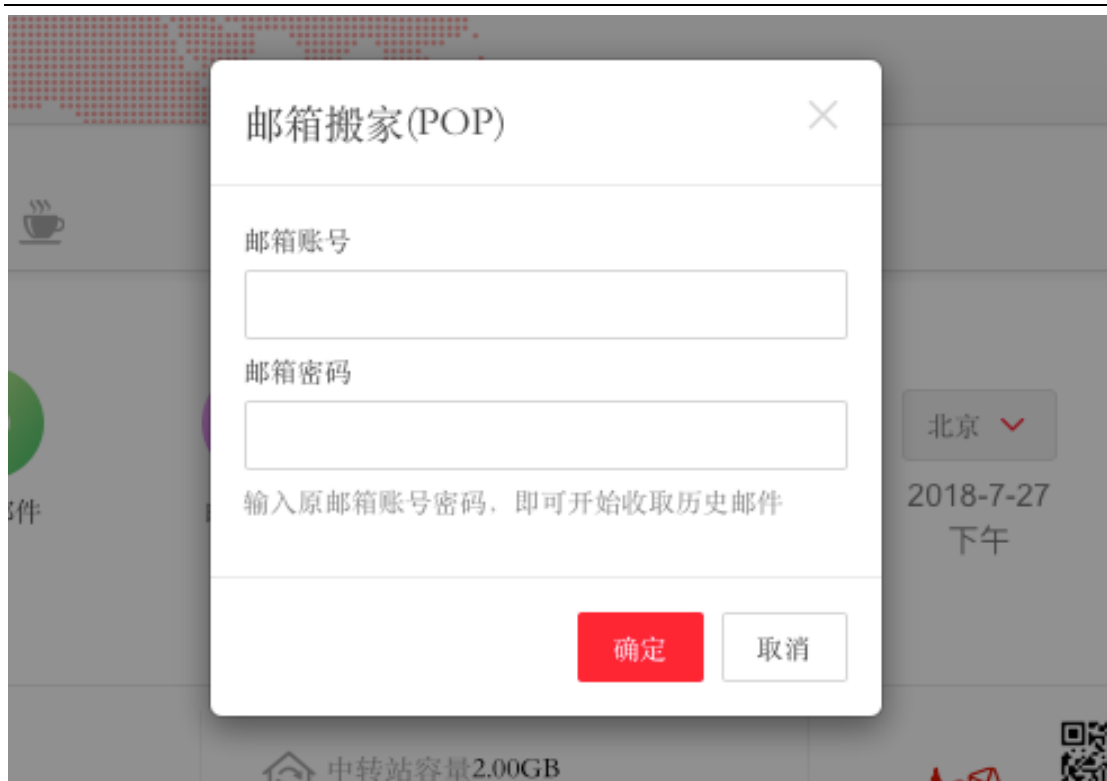 邮箱搬家(POP)
邮箱账号
邮箱密码
北京
输入原邮箱账号密码，即可开始收取历史邮件
2018-7-27
下午
件
确定
取消
中转站容量2.00GB